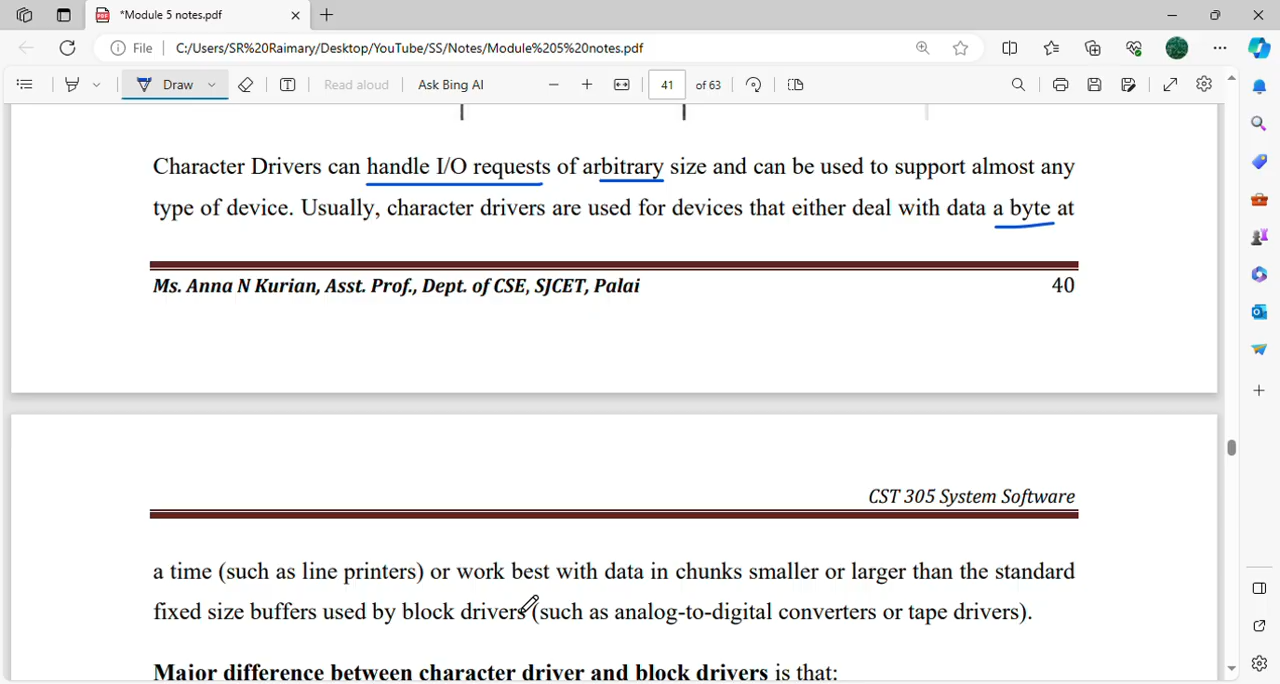 *Module 5 notes.pdf
File
C:/Users/SR%20Raimary/Desktop/YouTube/SS/Notes/Module%205%20notes.pdf
Draw
Read aloud
Ask Bing AI
41 of 63
Character Drivers can handle I/O requests of arbitrary size and can be used to support almost any
type of device. Usually, character drivers are used for devices that either deal with data a byte at
Ms. Anna N Kurian, Asst. Prof., Dept. of CSE, SJCET, Palai 40
CST 305 System Software
a time (such as line printers) or work best with data in chunks smaller or larger than the standard
fixed size buffers used by block drivers (such as analog-to-digital converters or tape drivers).
Major difference between character driver and block drivers is that: